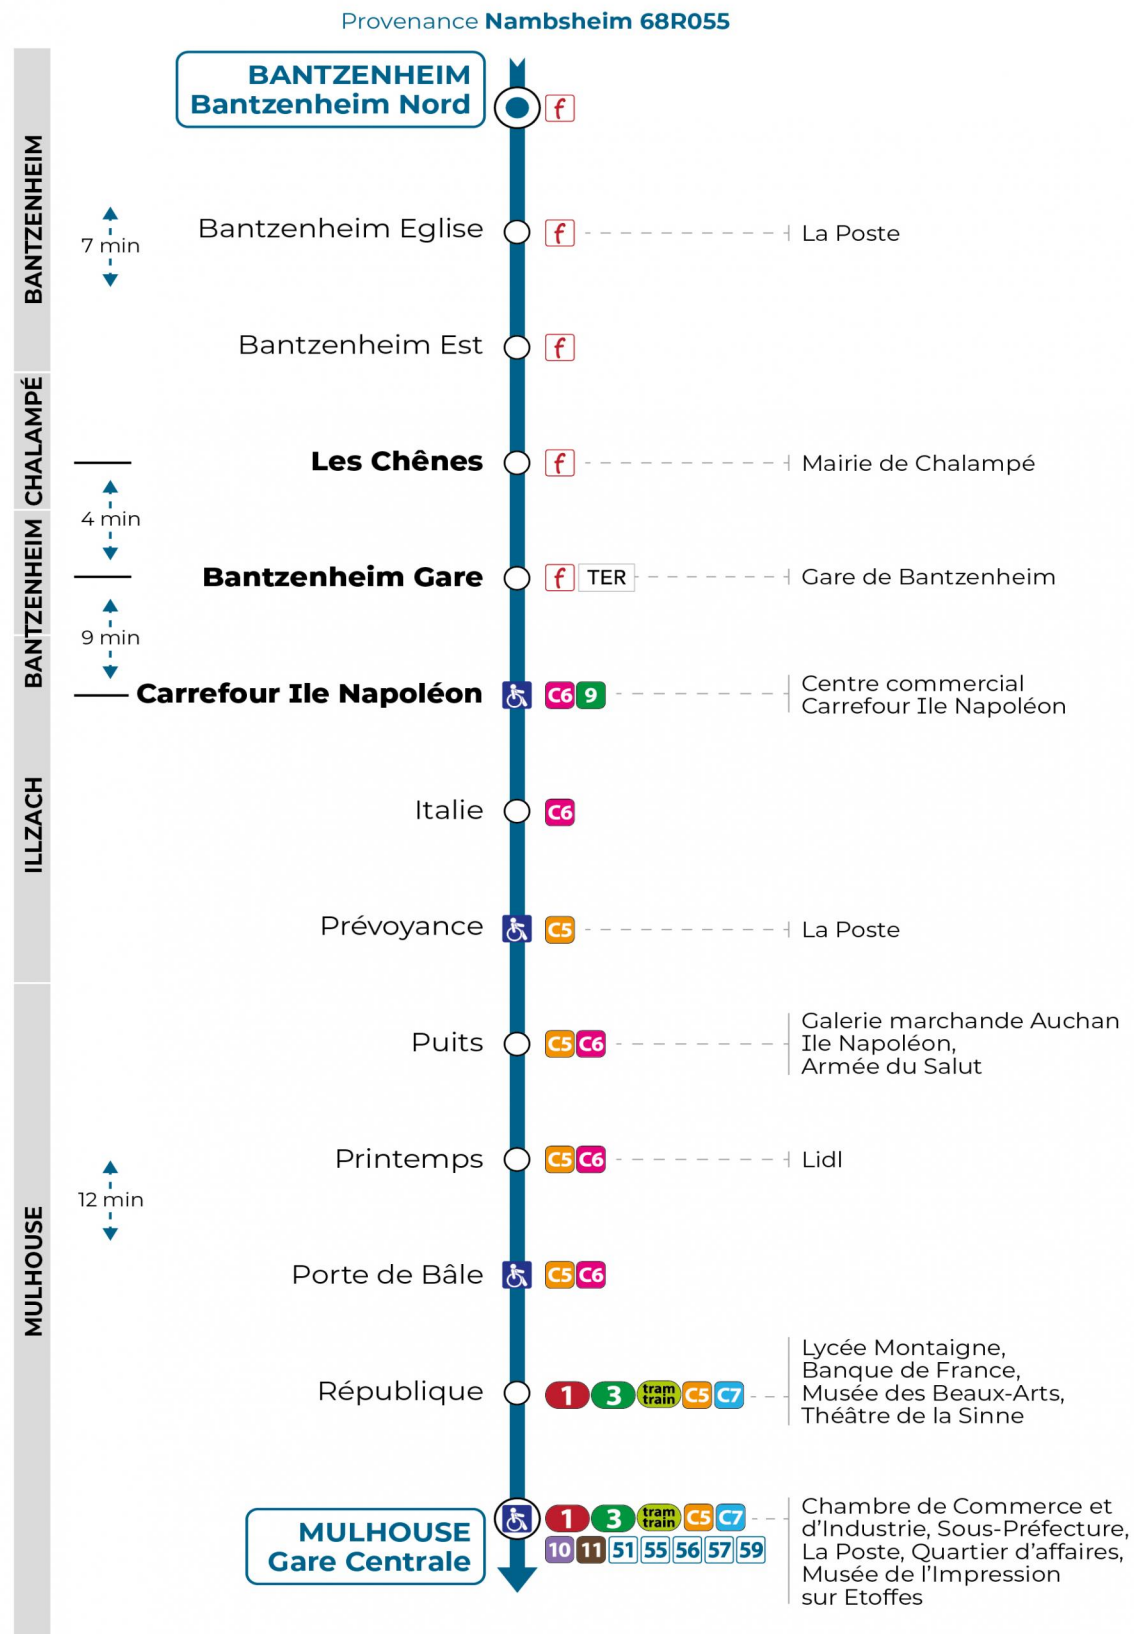 Provenance Nambsheim 68R055
BANTZENHEIM
Bantzenheim Nord
f
BANTZENHEIM
7 min
Bantzenheim Eglise
f
La Poste
Bantzenheim Est
f
CHALAMPÉ
Les Chênes
f
Mairie de Chalampé
4 min
BANTZENHEIM
Bantzenheim Gare
f TER
Gare de Bantzenheim
9 min
Carrefour Ile Napoléon
C6 9
Centre commercial
Carrefour Ile Napoléon
ILLZACH
Italie
C6
Prévoyance
C5
La Poste
Puits
C5 C6
Galerie marchande Auchan
Ile Napoléon,
Armée du Salut
MULHOUSE
Printemps
C5 C6
Lidl
12 min
Porte de Bâle
C5 C6
République
1 3 tram train C5 C7
Lycée Montaigne,
Banque de France,
Musée des Beaux-Arts,
Théâtre de la Sinne
MULHOUSE
Gare Centrale
1 3 tram train C5 C7
10 11 51 55 56 57 59
Chambre de Commerce et
d'Industrie, Sous-Préfecture,
La Poste, Quartier d'affaires,
Musée de l'Impression
sur Etoffes